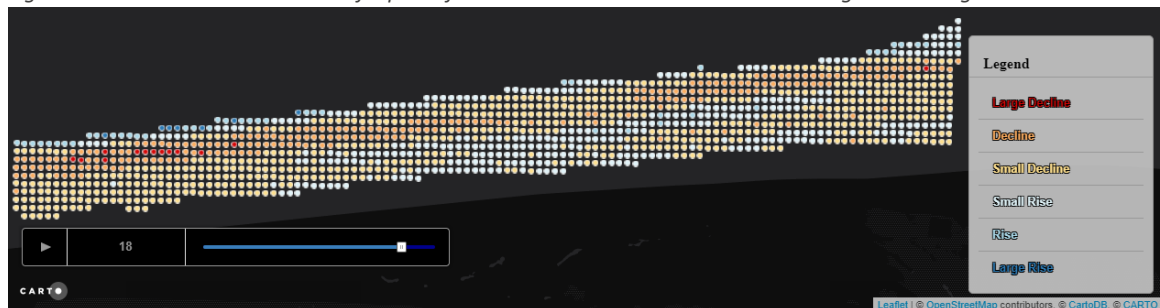 Legend
Large Decline
Decline
Small Decline
Small Rise
Rise
Large Rise
18
CARTO
Leaflet | © OpenStreetMap contributors, © CartoDB, © CARTO